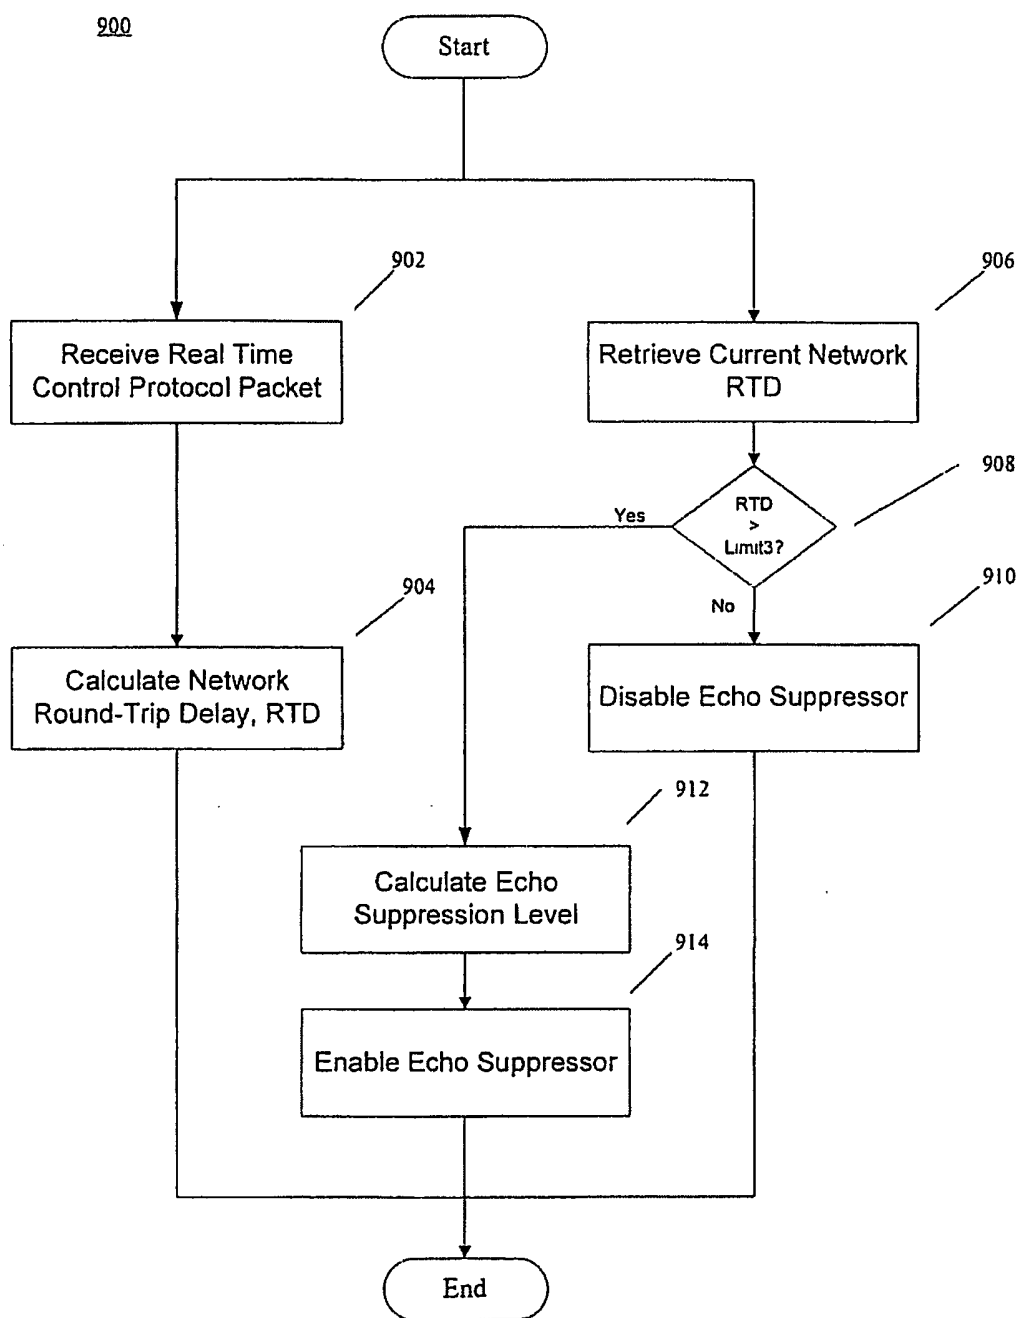 900
Start
902
906
Receive Real Time
Control Protocol Packet
Retrieve Current Network
RTD
908
RTD
>
Limit3?
Yes
No
910
904
Calculate Network
Round-Trip Delay, RTD
Disable Echo Suppressor
912
Calculate Echo
Suppression Level
914
Enable Echo Suppressor
End